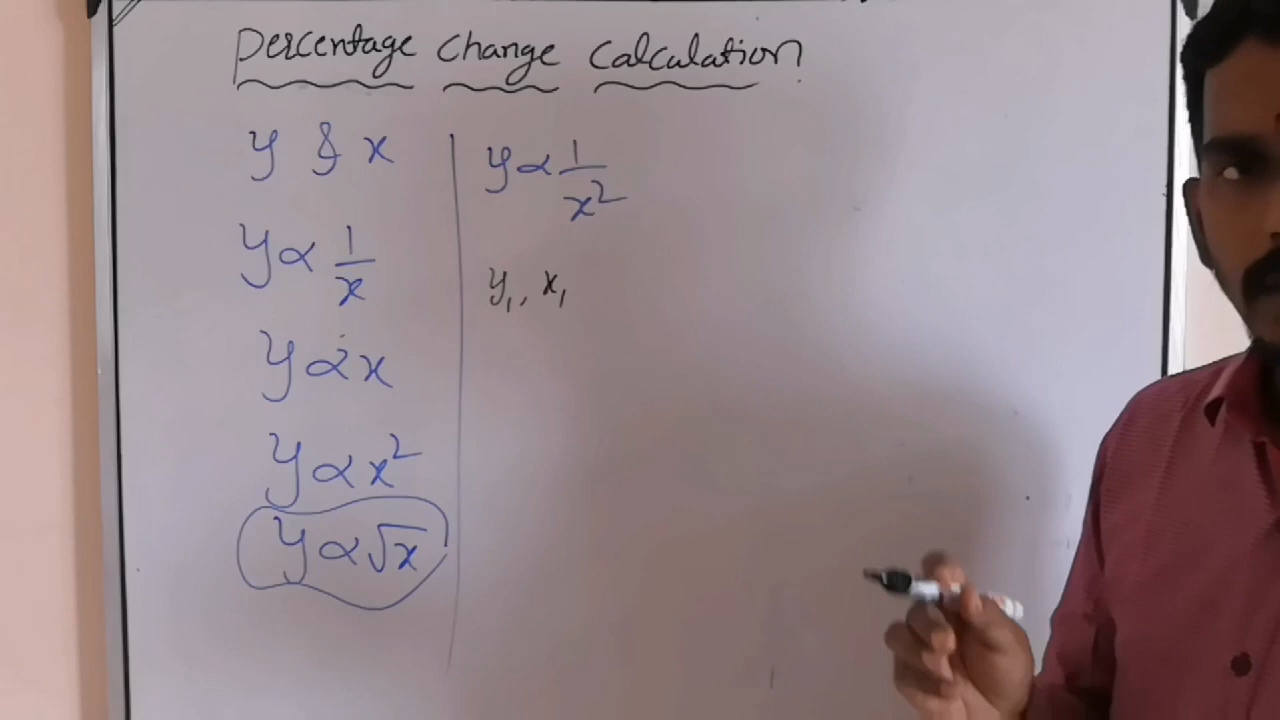 Percentage Change Calculation
y & x
y ∝ 1/x
y ∝ x
y ∝ x²
y ∝ √x
y ∝ 1/x²
y₁, x₁